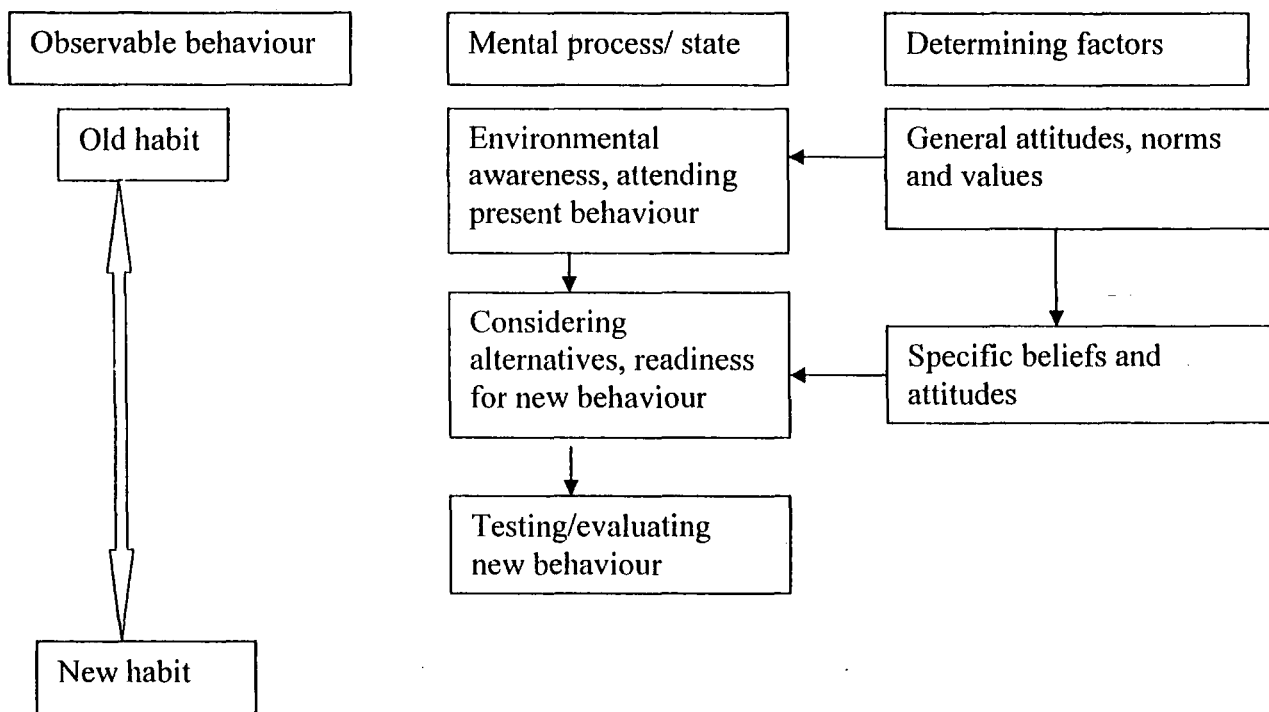 Observable behaviour
Mental process/ state
Determining factors
Old habit
Environmental
awareness, attending
present behaviour
General attitudes, norms
and values
Considering
alternatives, readiness
for new behaviour
Specific beliefs and
attitudes
Testing/evaluating
new behaviour
New habit